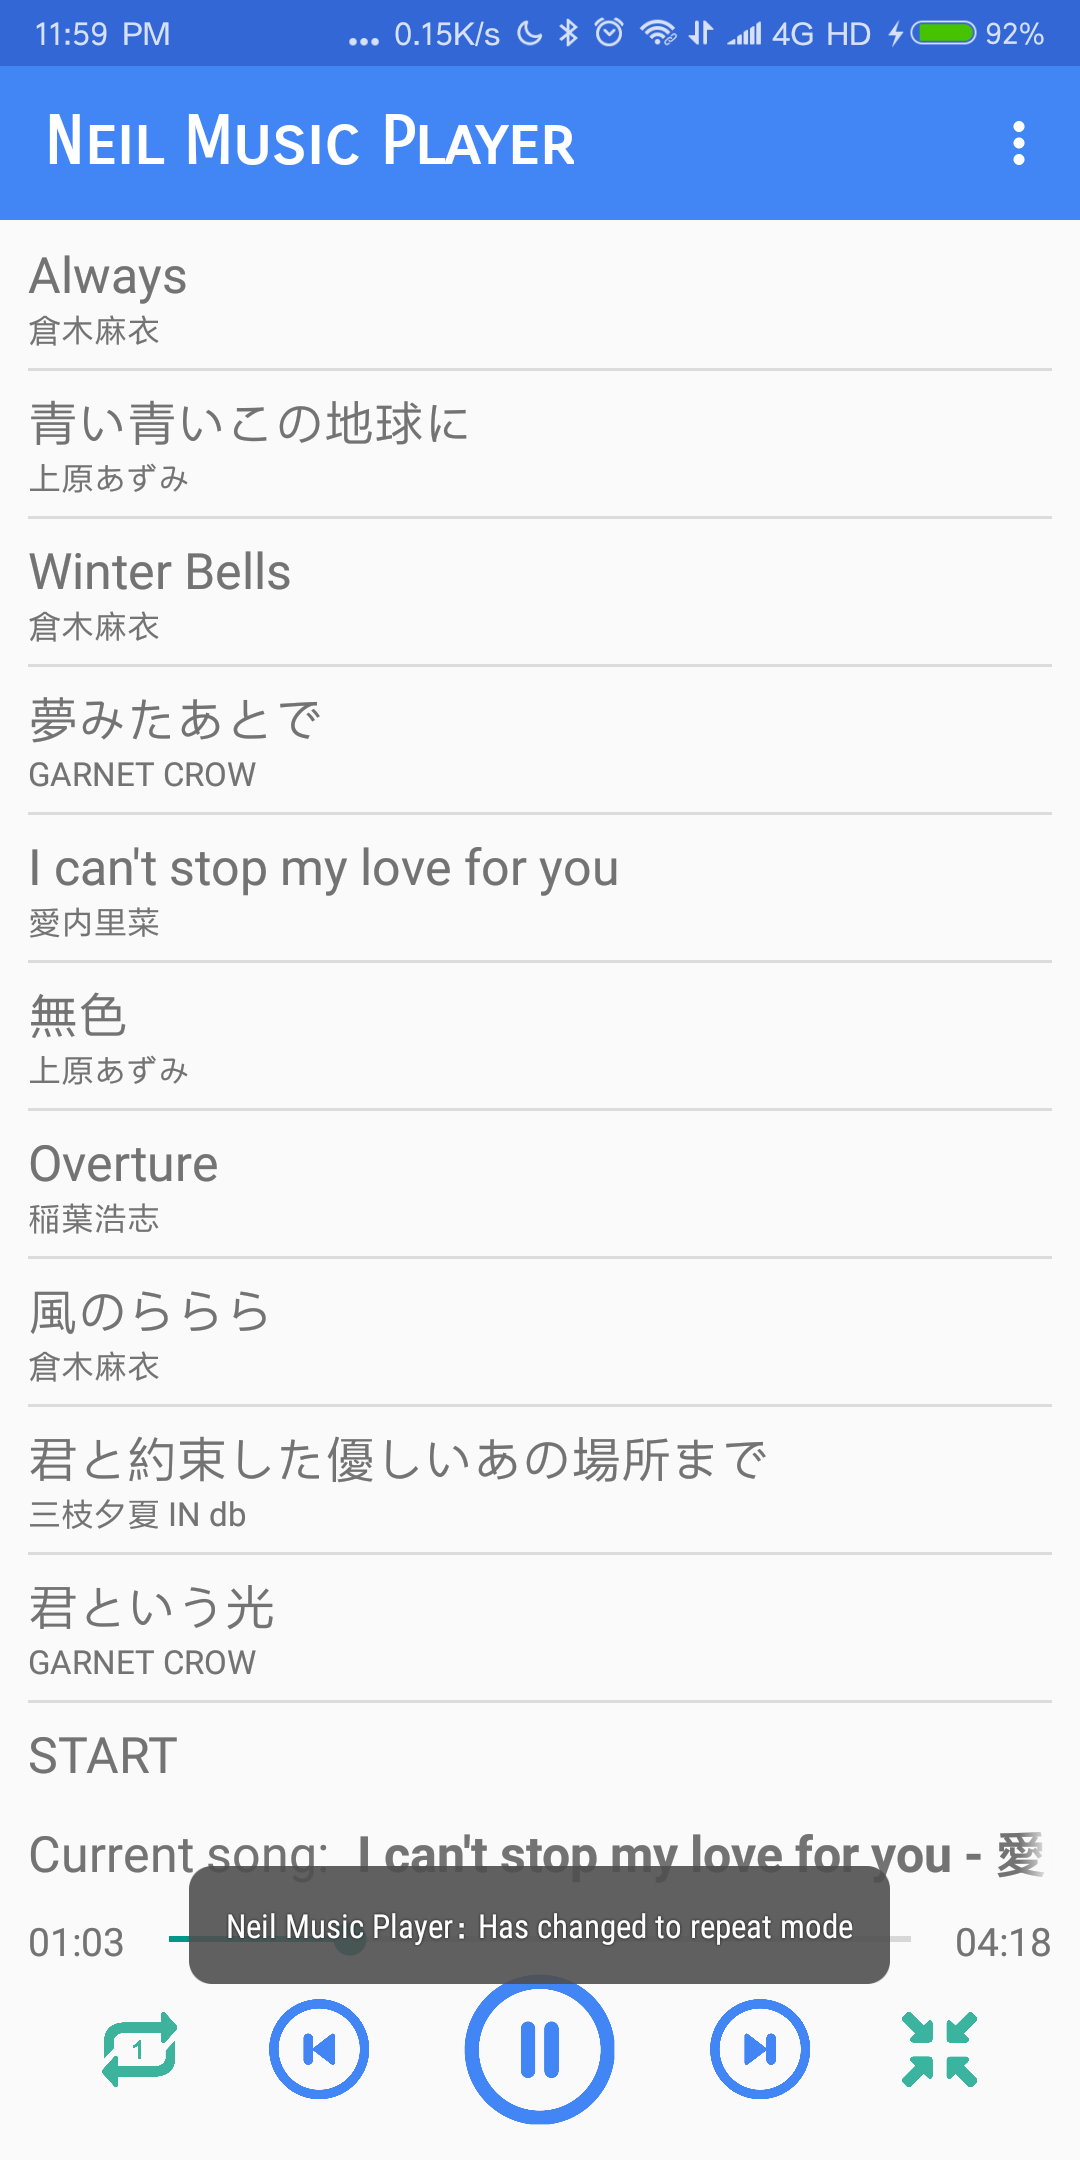 11:59 PM ... 0.15K/s 4G HD 92%
Neil Music Player
Always
倉木麻衣
青い青いこの地球に
上原あずみ
Winter Bells
倉木麻衣
夢みたあとで
GARNET CROW
I can't stop my love for you
愛内里菜
無色
上原あずみ
Overture
稲葉浩志
風のららら
倉木麻衣
君と約束した優しいあの場所まで
三枝夕夏 IN db
君という光
GARNET CROW
START
Current song: I can't stop my love for you - 愛
Neil Music Player: Has changed to repeat mode
01:03 04:18
1